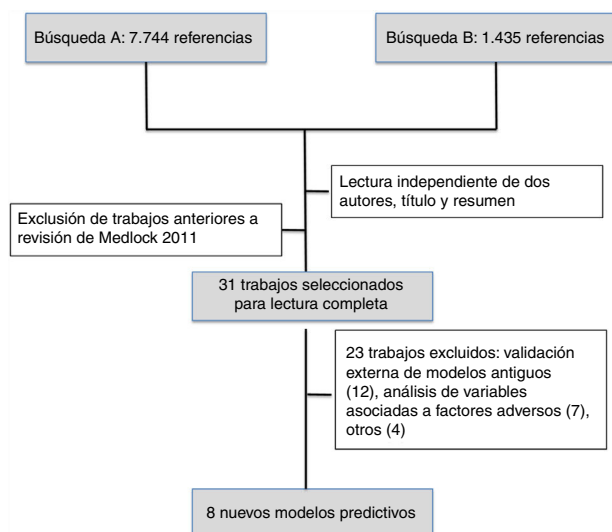 Búsqueda A: 7.744 referencias
Búsqueda B: 1.435 referencias
Lectura independiente de dos
autores, título y resumen
Exclusión de trabajos anteriores a
revisión de Medlock 2011
31 trabajos seleccionados
para lectura completa
23 trabajos excluidos: validación
externa de modelos antiguos
(12), análisis de variables
asociadas a factores adversos (7),
otros (4)
8 nuevos modelos predictivos